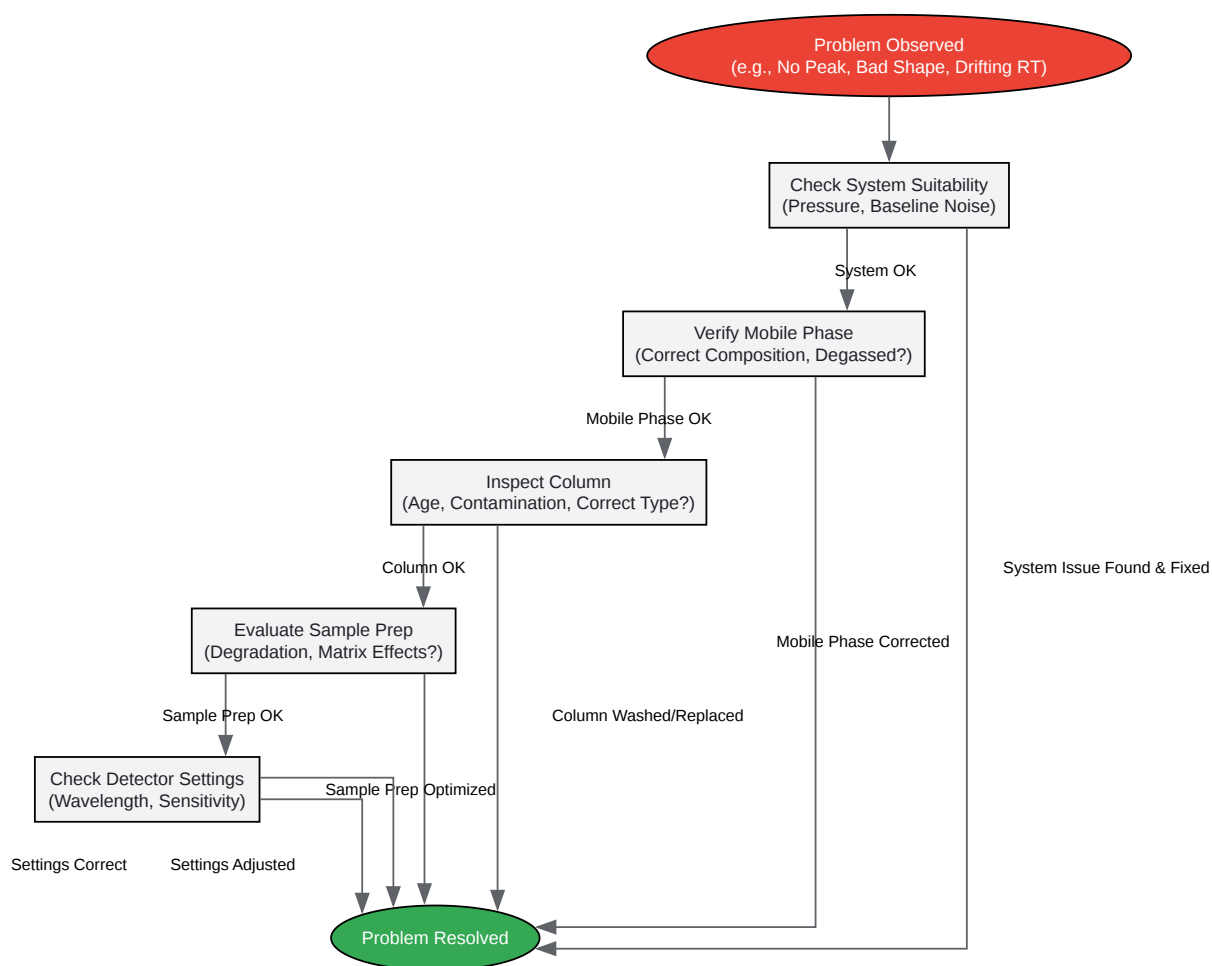 Problem Observed
(e.g., No Peak, Bad Shape, Drifting RT)
Check System Suitability
(Pressure, Baseline Noise)
System OK
Verify Mobile Phase
(Correct Composition, Degassed?)
Mobile Phase OK
Inspect Column
(Age, Contamination, Correct Type?)
Column OK
System Issue Found & Fixed
Evaluate Sample Prep
(Degradation, Matrix Effects?)
Mobile Phase Corrected
Sample Prep OK
Column Washed/Replaced
Check Detector Settings
(Wavelength, Sensitivity)
Sample Prep Optimized
Settings Correct
Settings Adjusted
Problem Resolved